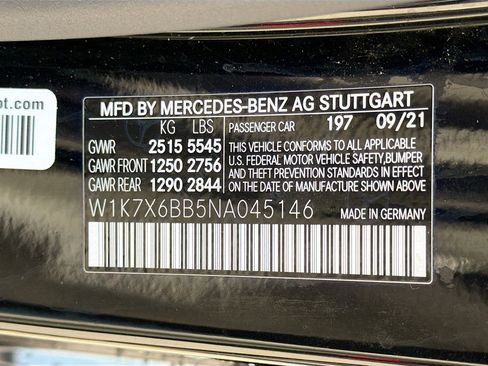 ot.com
MFD BY MERCEDES-BENZ AG STUTTGART
KG LBS PASSENGER CAR 197 09/21
GVWR 2515 5545 THIS VEHICLE CONFORMS TO ALL APPLICABLE
GAWR FRONT 1250 2756 U.S. FEDERAL MOTOR VEHICLE SAFETY, BUMPER
GAWR REAR 1290 2844 AND THEFT PREVENTION STANDARDS IN EFFECT
ON THE DATE OF MANUFACTURE SHOWN ABOVE.
W1K7X6BB5NA045146 MADE IN GERMANY